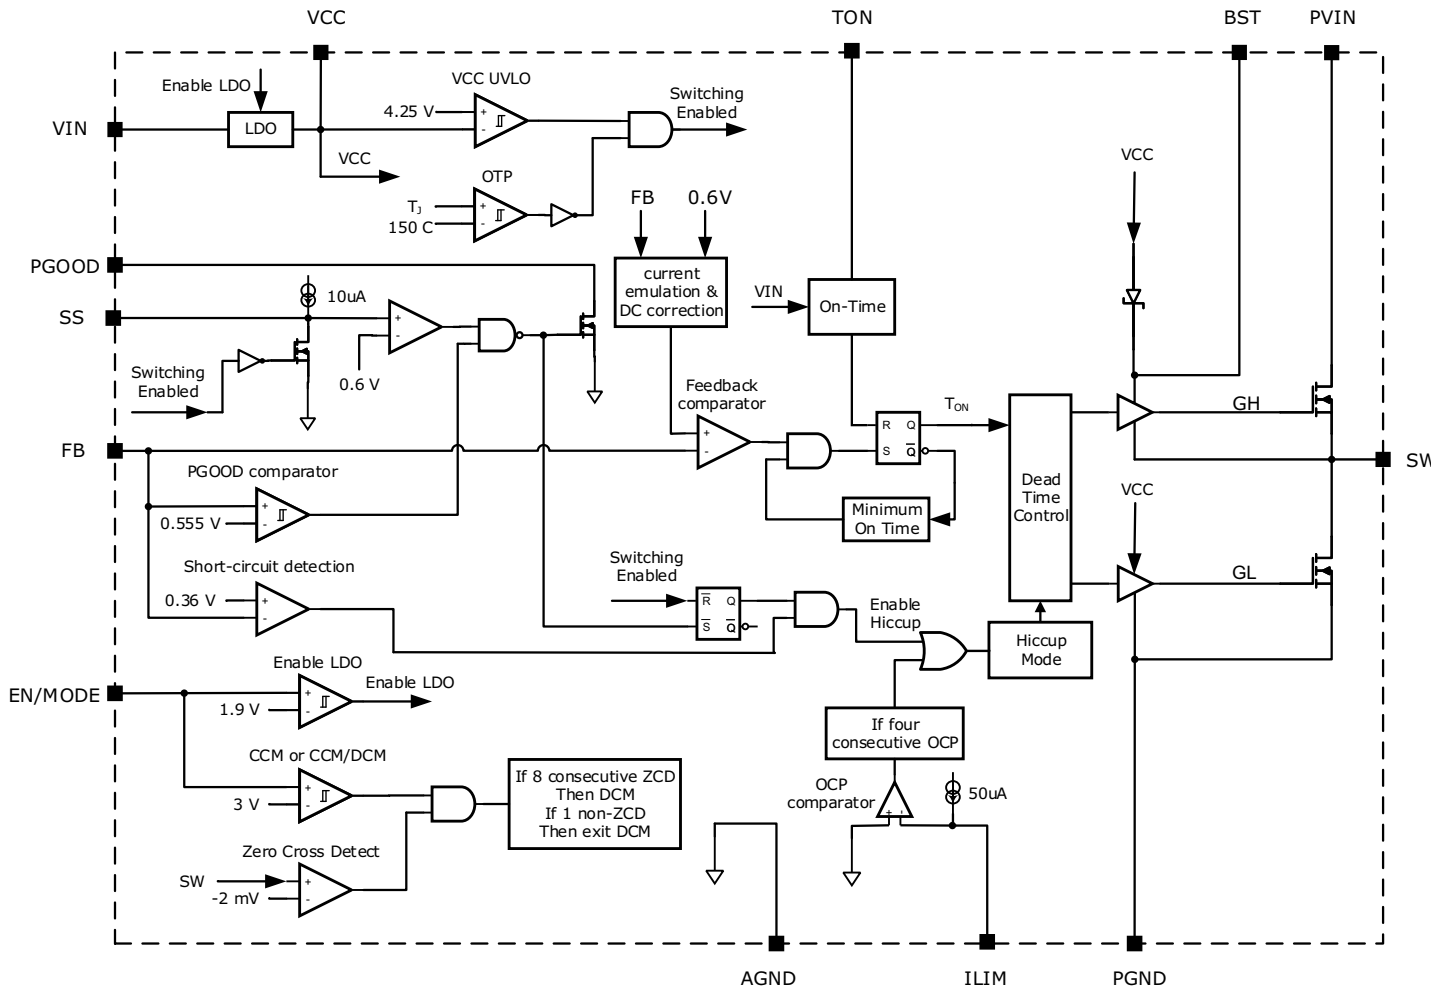 VCC
TON
BST
PVIN
Enable LDO
VCC UVLO
Switching
Enabled
4.25 V
+
-
VIN
LDO
VCC
VCC
OTP
TJ
150 C
+
-
FB
0.6V
PGOOD
current
emulation &
DC correction
VIN
On-Time
10uA
SS
+
-
0.6 V
Switching
Enabled
Feedback
comparator
TON
R
Q
S
Q
+
-
GH
FB
SW
PGOOD comparator
+
-
0.555 V
Minimum
On Time
Dead
Time
Control
VCC
Short-circuit detection
0.36 V
+
-
Switching
Enabled
R
Q
S
Q
Enable
Hiccup
GL
Hiccup
Mode
Enable LDO
EN/MODE
Enable LDO
+
-
1.9 V
If four
consecutive OCP
CCM or CCM/DCM
+
-
3 V
If 8 consecutive ZCD
Then DCM
If 1 non-ZCD
Then exit DCM
OCP
comparator
+
-
50uA
Zero Cross Detect
SW
-2 mV
+
-
AGND
ILIM
PGND